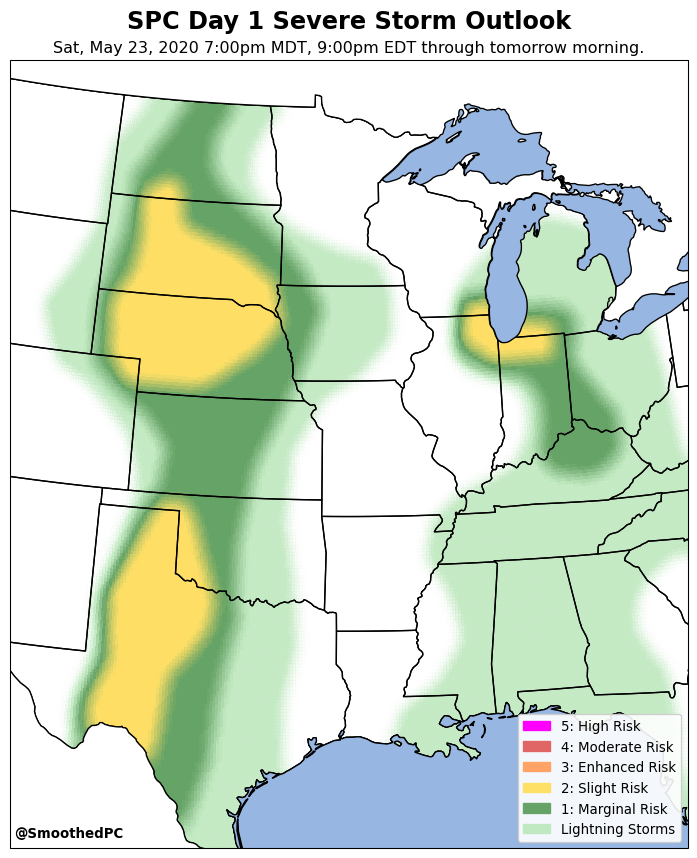 SPC Day 1 Severe Storm Outlook
Sat, May 23, 2020 7:00pm MDT, 9:00pm EDT through tomorrow morning.
5: High Risk
4: Moderate Risk
3: Enhanced Risk
2: Slight Risk
1: Marginal Risk
Lightning Storms
@SmoothedPC